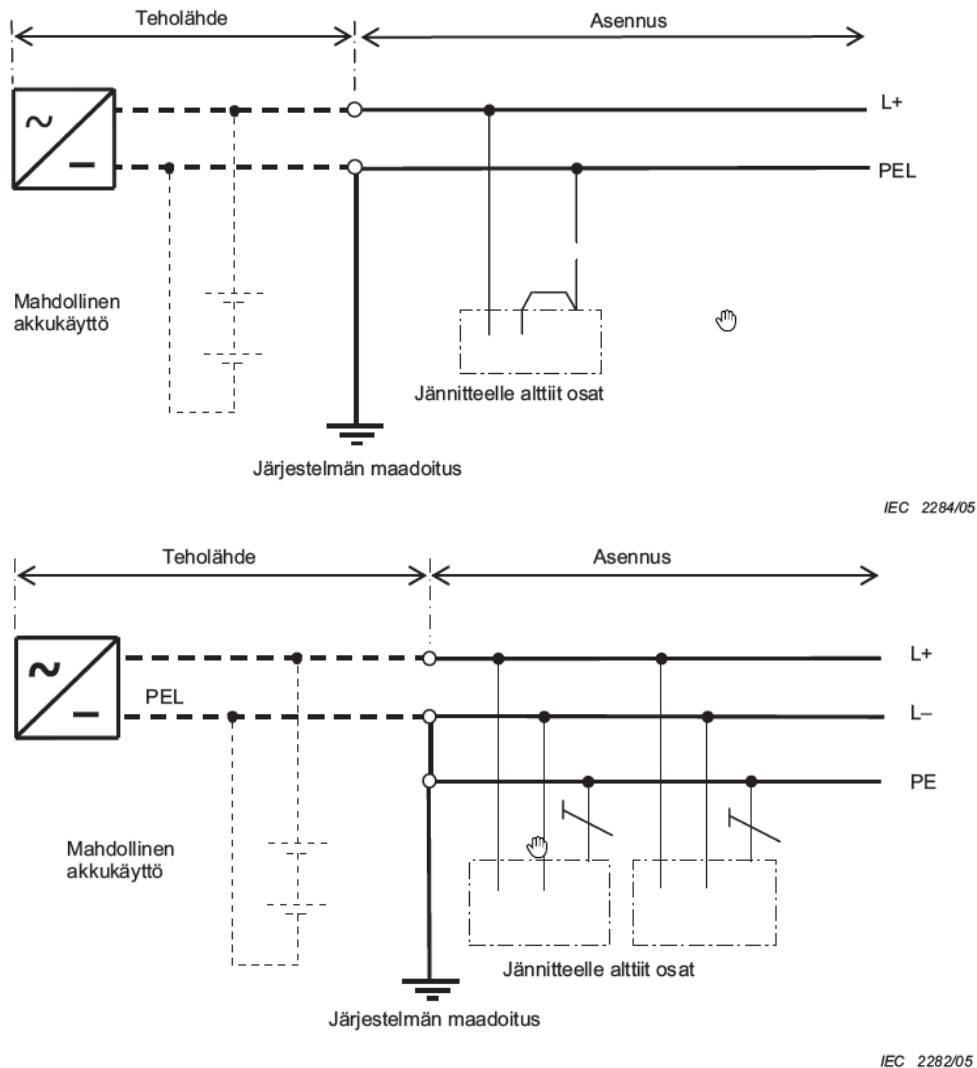 Teholähde
Asennus
L+
PEL
Mahdollinen
akkukäyttö
Jännitteelle alttiit osat
Järjestelmän maadoitus
IEC 2284/05
Teholähde
Asennus
L+
PEL
L–
PE
Mahdollinen
akkukäyttö
Jännitteelle alttiit osat
Järjestelmän maadoitus
IEC 2282/05